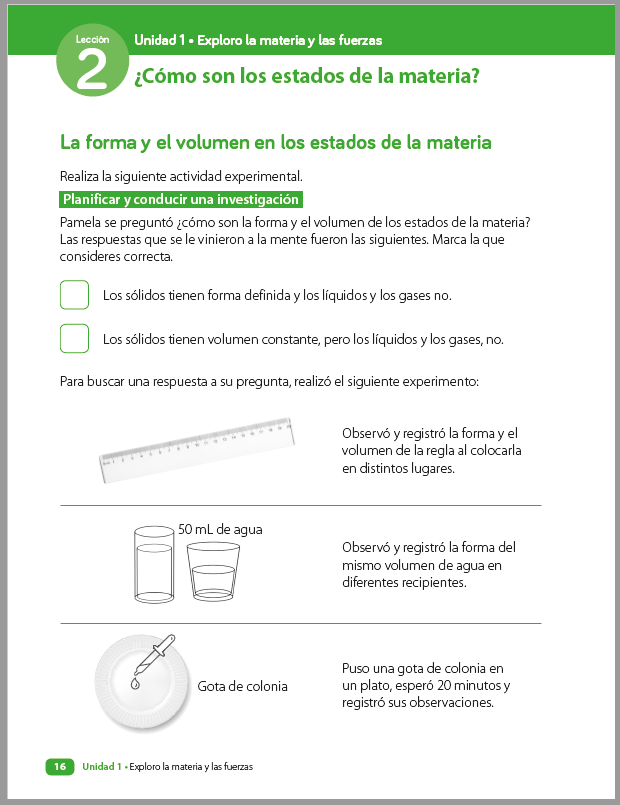 Lección
2
Unidad 1 • Exploro la materia y las fuerzas
¿Cómo son los estados de la materia?
La forma y el volumen en los estados de la materia
Realiza la siguiente actividad experimental.
Planificar y conducir una investigación
Pamela se preguntó ¿cómo son la forma y el volumen de los estados de la materia?
Las respuestas que se le vinieron a la mente fueron las siguientes. Marca la que
consideres correcta.
Los sólidos tienen forma definida y los líquidos y los gases no.
Los sólidos tienen volumen constante, pero los líquidos y los gases, no.
Para buscar una respuesta a su pregunta, realizó el siguiente experimento:
Observó y registró la forma y el
volumen de la regla al colocarla
en distintos lugares.
50 mL de agua
Observó y registró la forma del
mismo volumen de agua en
diferentes recipientes.
Gota de colonia
Puso una gota de colonia en
un plato, esperó 20 minutos y
registró sus observaciones.
16 Unidad 1 • Exploro la materia y las fuerzas